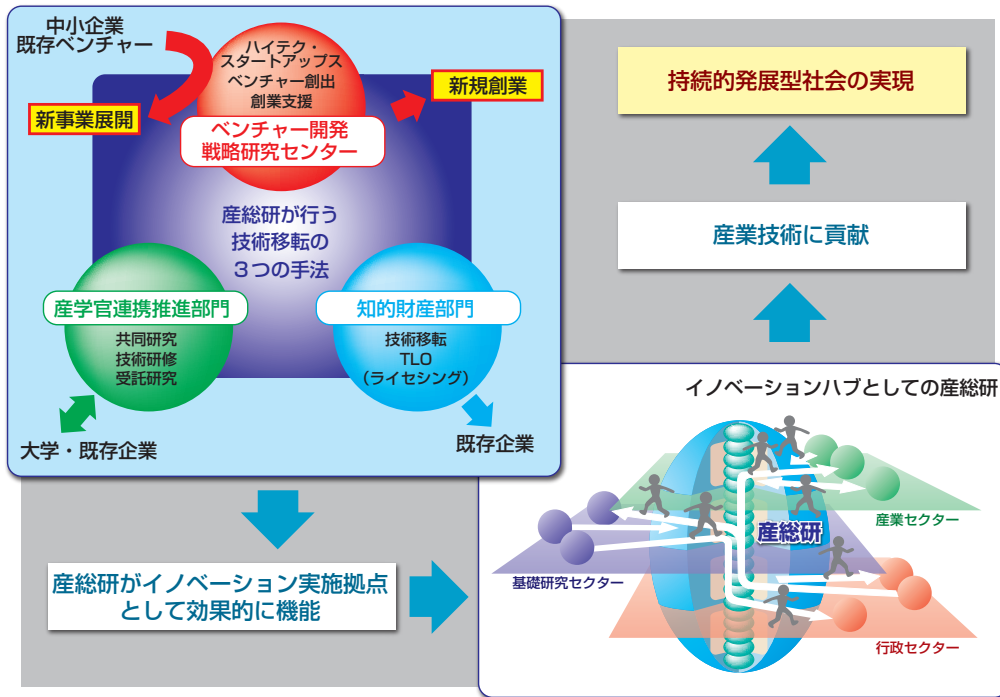 中小企業
既存ベンチャー
ハイテク・
スタートアップス
ベンチャー創出
創業支援
新規創業
新事業展開
ベンチャー開発
戦略研究センター
産総研が行う
技術移転の
3つの手法
産学官連携推進部門
共同研究
技術研修
受託研究
知的財産部門
技術移転
TLO
(ライセシング)
大学・既存企業
既存企業
産総研がイノベーション実施拠点
として効果的に機能
イノベーションハブとしての産総研
産業セクター
産総研
基礎研究セクター
行政セクター
産業技術に貢献
持続的発展型社会の実現